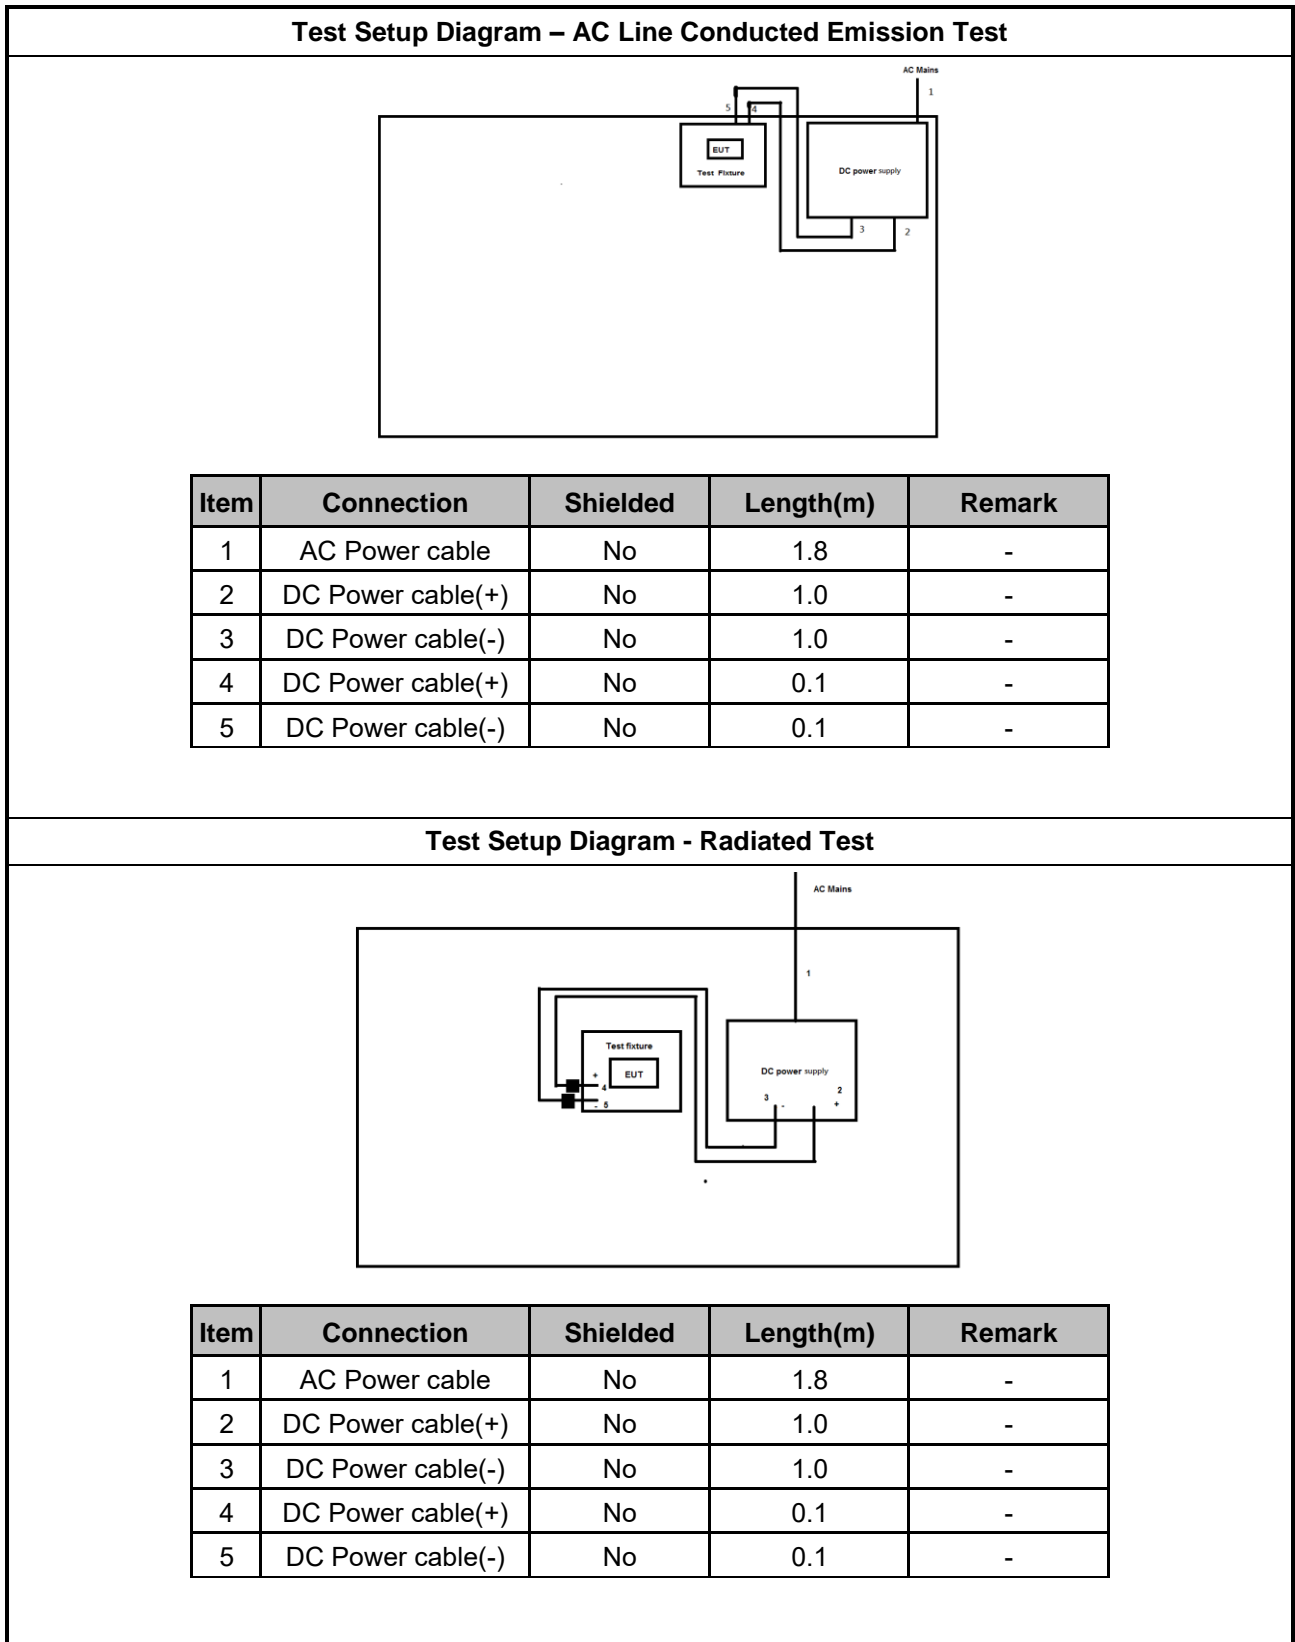 Test Setup Diagram – AC Line Conducted Emission Test
AC Mains
1
5 4
EUT
Test Fixture
DC power supply
3 2
Item Connection Shielded Length(m) Remark
1 AC Power cable No 1.8 -
2 DC Power cable(+) No 1.0 -
3 DC Power cable(-) No 1.0 -
4 DC Power cable(+) No 0.1 -
5 DC Power cable(-) No 0.1 -
Test Setup Diagram - Radiated Test
AC Mains
1
Test fixture
EUT
+ 4
- 5
DC power supply
3 - 2 +
Item Connection Shielded Length(m) Remark
1 AC Power cable No 1.8 -
2 DC Power cable(+) No 1.0 -
3 DC Power cable(-) No 1.0 -
4 DC Power cable(+) No 0.1 -
5 DC Power cable(-) No 0.1 -